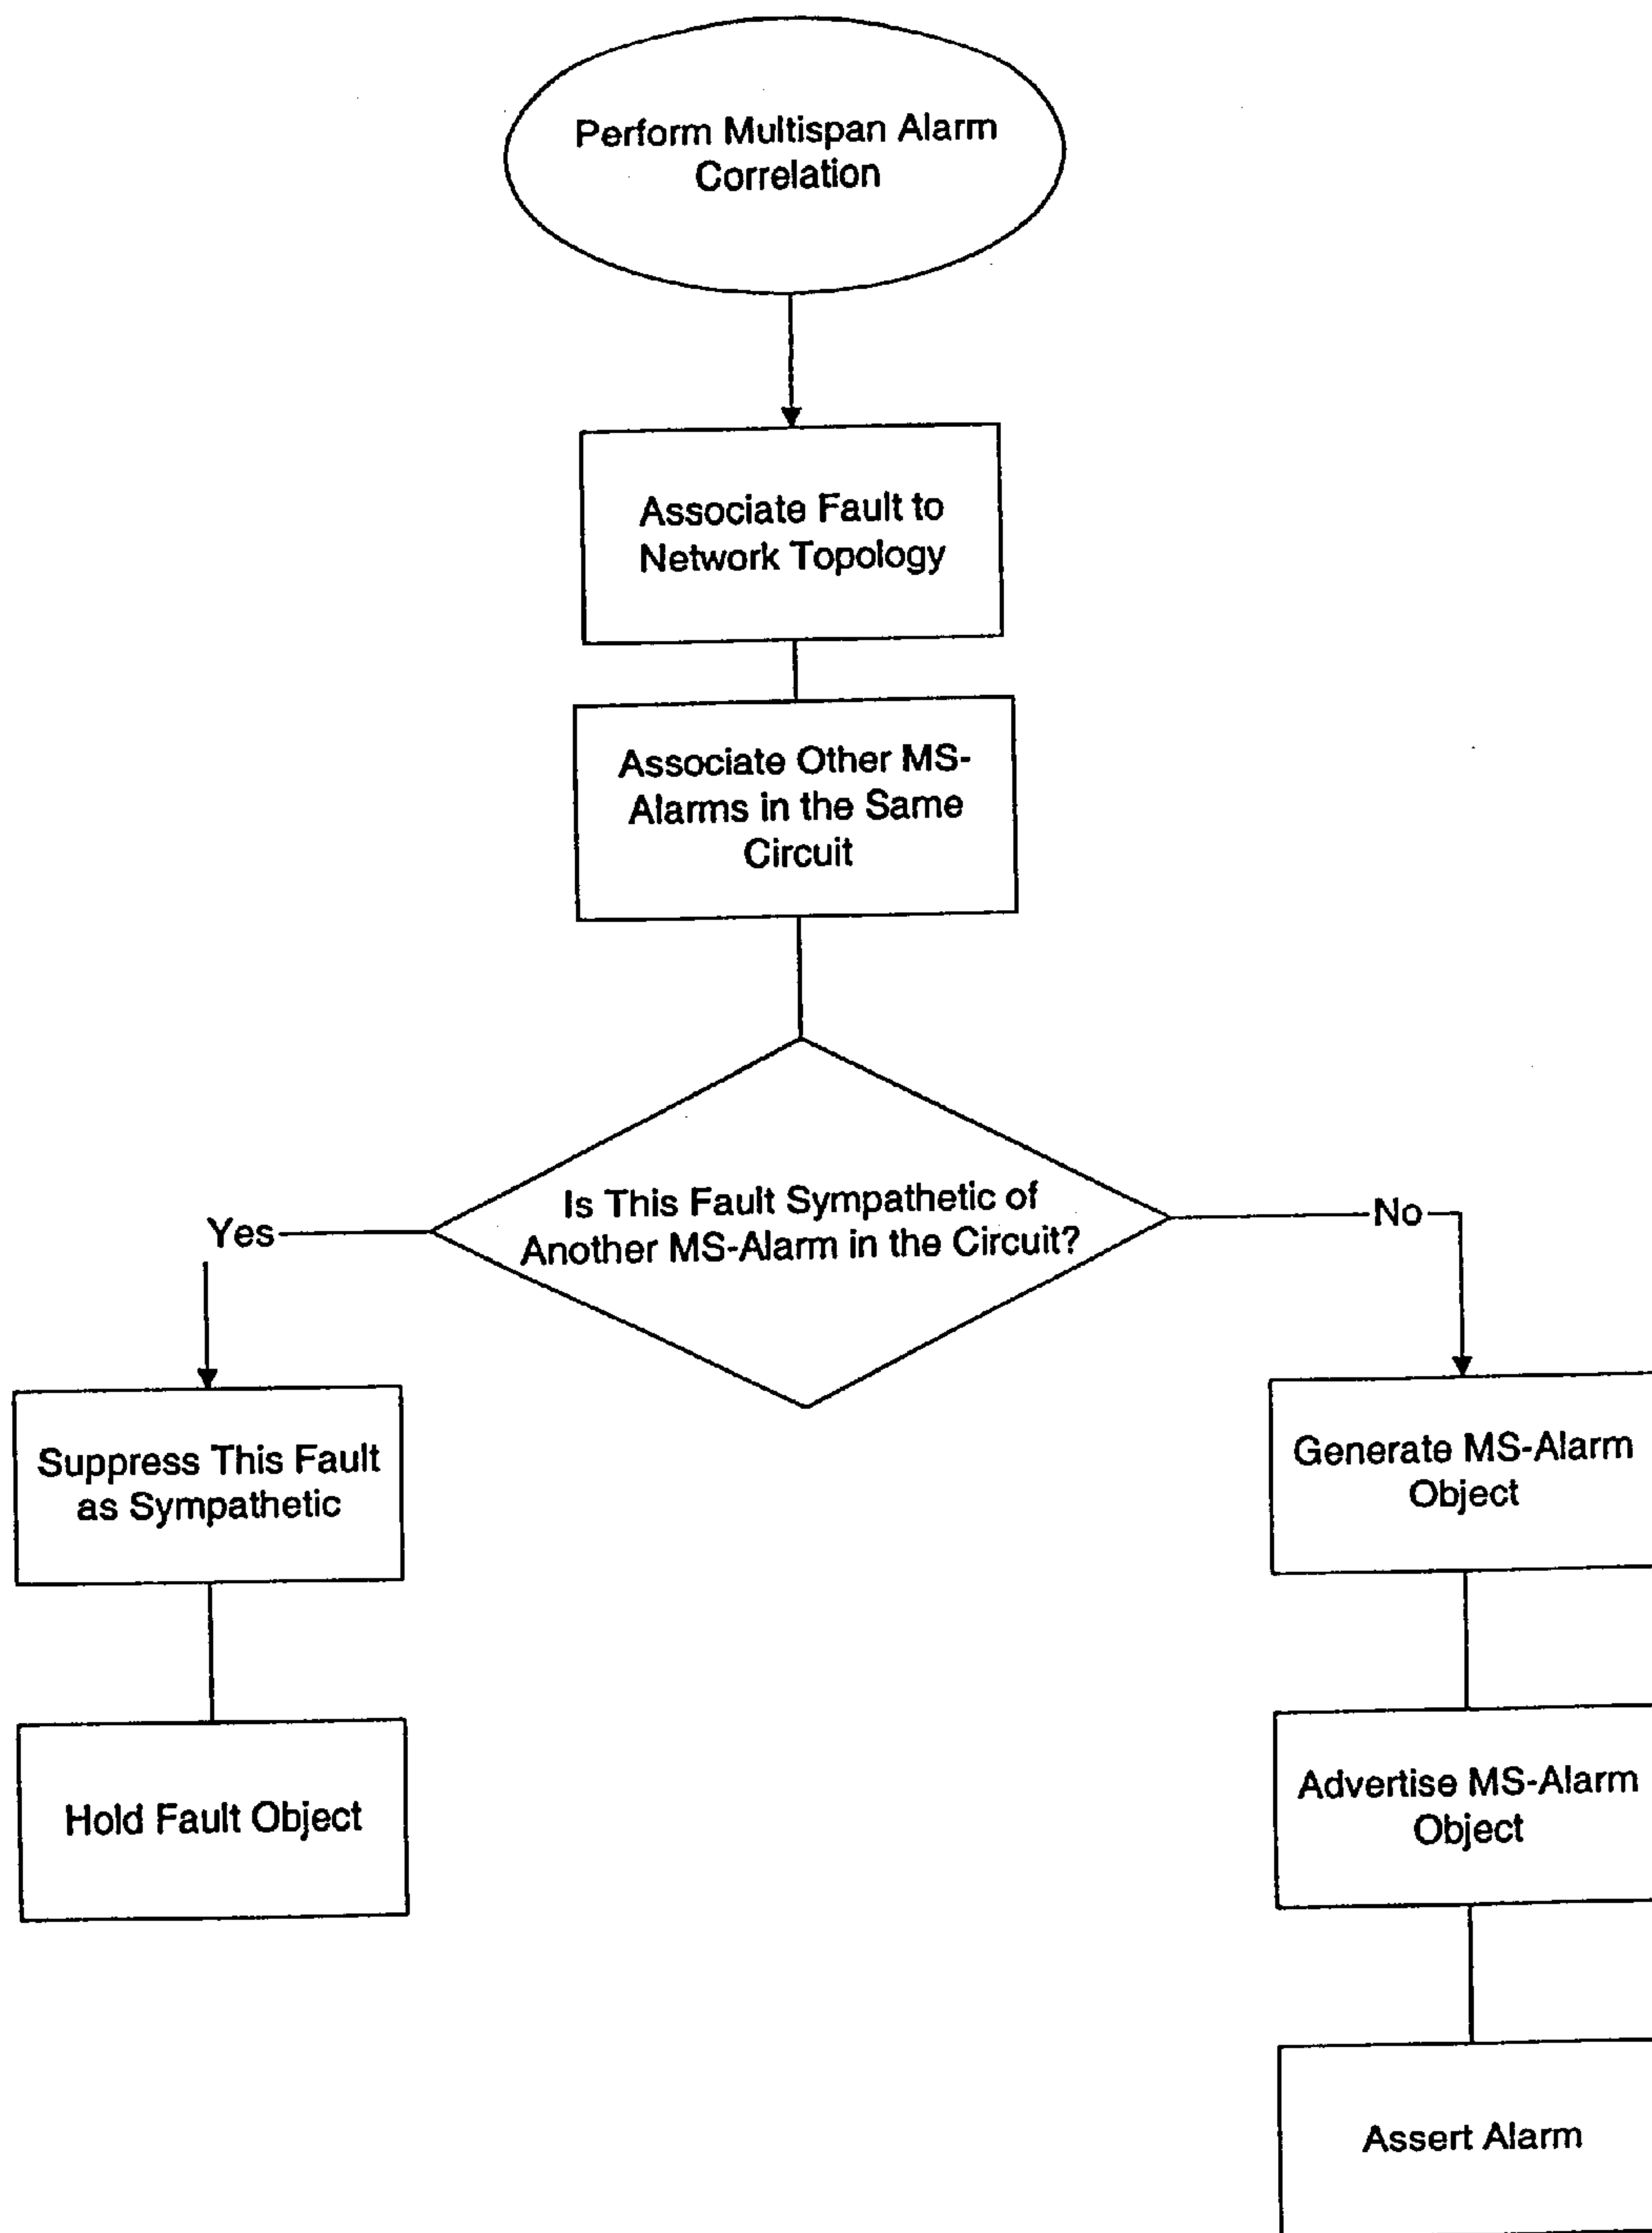 Perform Multispan Alarm
Correlation
Associate Fault to
Network Topology
Associate Other MS-
Alarms in the Same
Circuit
Is This Fault Sympathetic of
Another MS-Alarm in the Circuit?
Yes
No
Suppress This Fault
as Sympathetic
Hold Fault Object
Generate MS-Alarm
Object
Advertise MS-Alarm
Object
Assert Alarm